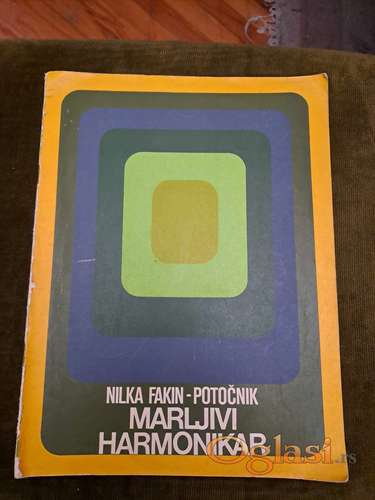 NILKA FAKIN-POTOČNIK
MARLJIVI
HARMONIKAR
Oglasi.rs